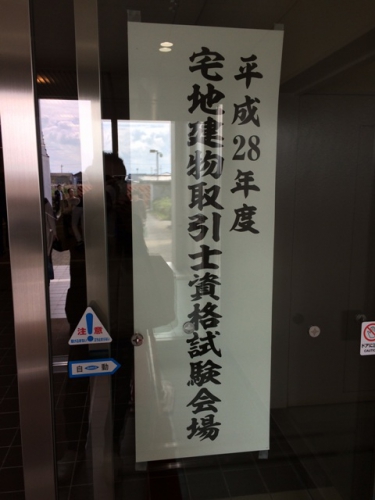 平成28年度
宅地建物取引士資格試験会場
注意
自動